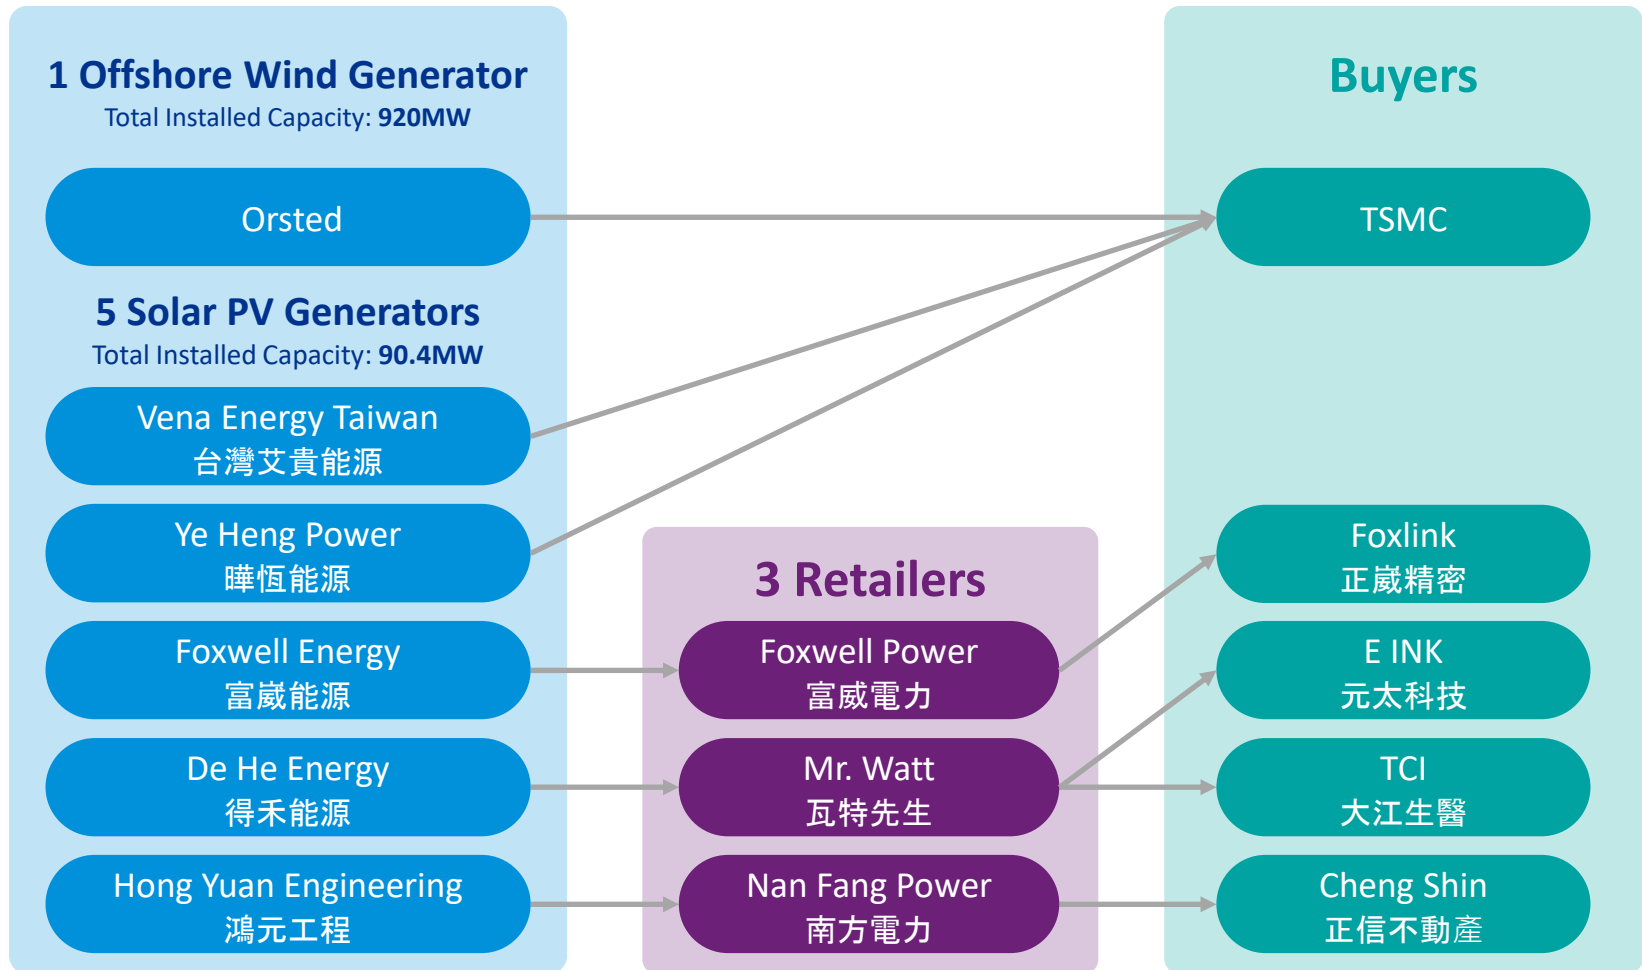 1 Offshore Wind Generator
Total Installed Capacity: 920MW
Orsted
5 Solar PV Generators
Total Installed Capacity: 90.4MW
Vena Energy Taiwan
台灣艾貴能源
Ye Heng Power
曄恆能源
Foxwell Energy
富崴能源
De He Energy
得禾能源
Hong Yuan Engineering
鴻元工程
3 Retailers
Foxwell Power
富威電力
Mr. Watt
瓦特先生
Nan Fang Power
南方電力
Buyers
TSMC
Foxlink
正崴精密
E INK
元太科技
TCI
大江生醫
Cheng Shin
正信不動產